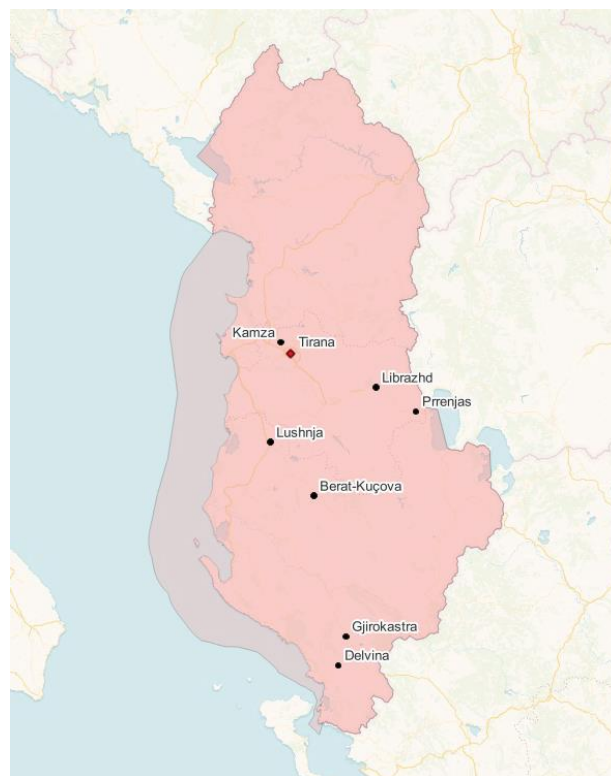 Kamza
Tirana
Librazhd
Prrenjas
Lushnja
Berat-Kuçova
Gjirokastra
Delvina